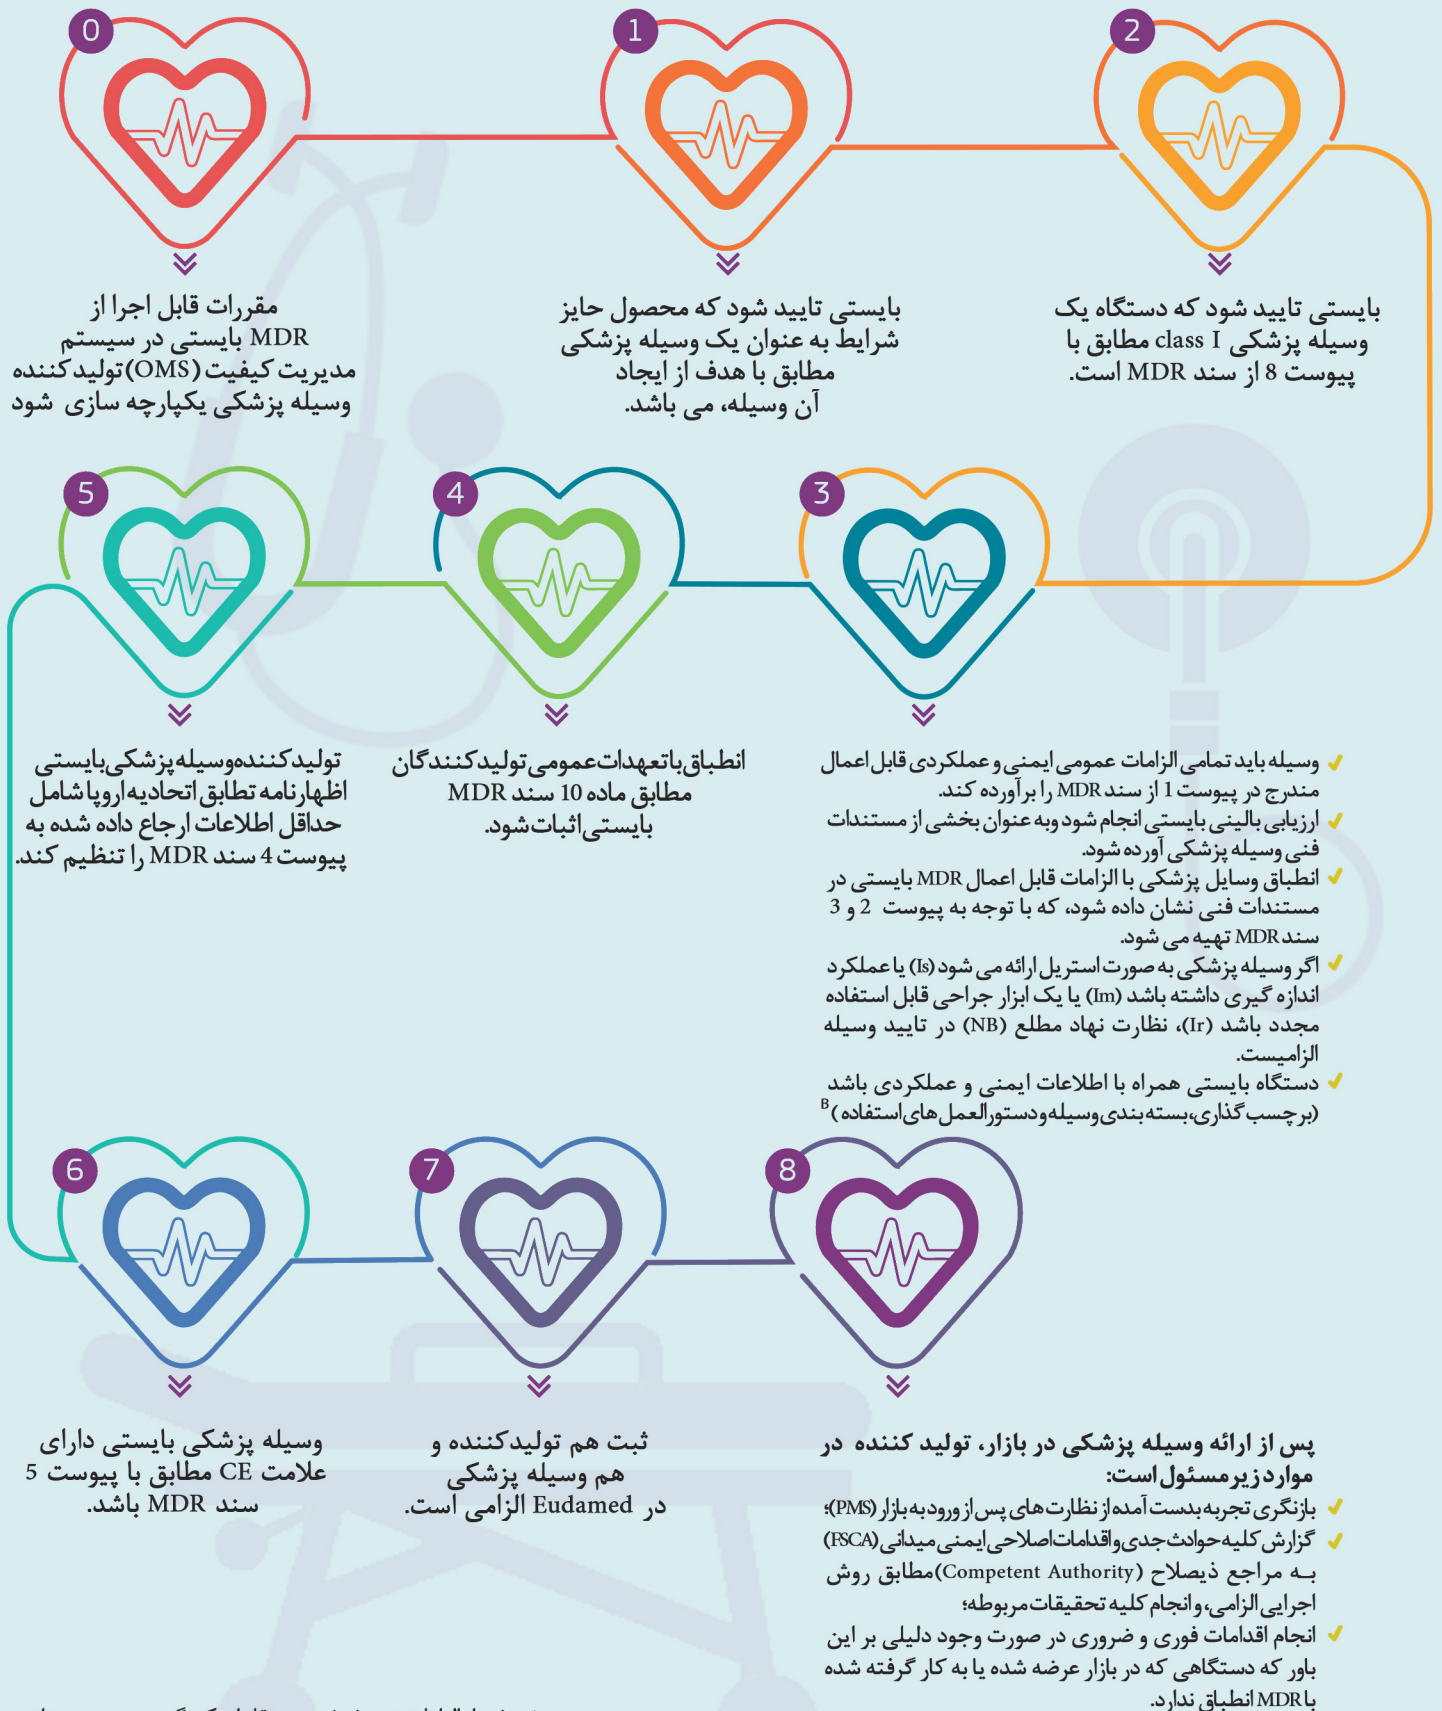 0
مقررات قابل اجرا از
MDR بایستی در سیستم
مدیریت کیفیت (OMS)تولیدکننده
وسیله پزشکی یکپارچه سازی شود
1
بایستی تایید شود که محصول حایز
شرایط به عنوان یک وسیله پزشکی
مطابق با هدف از ایجاد
آن وسیله، می باشد.
2
بایستی تایید شود که دستگاه یک
وسیله پزشکی class I مطابق با
پیوست 8 از سند MDR است.
3
وسیله باید تمامی الزامات عمومی ایمنی و عملکردی قابل اعمال
مندرج در پیوست 1 از سند MDR را برآورده کند.
ارزیابی بالینی بایستی انجام شود وبه عنوان بخشی از مستندات
فنی وسیله پزشکی آورده شود.
انطباق وسایل پزشکی با الزامات قابل اعمال MDR بایستی در
مستندات فنی نشان داده شود، که با توجه به پیوست 2 و 3
سند MDR تهیه می شود.
اگر وسیله پزشکی به صورت استریل ارائه می شود (Is) یا عملکرد
اندازه گیری داشته باشد (Im) یا یک ابزار جراحی قابل استفاده
مجدد باشد (Ir)، نظارت نهاد مطلع (NB) در تایید وسیله
الزامیست.
دستگاه بایستی همراه با اطلاعات ایمنی و عملکردی باشد
(برچسب گذاری،بسته بندی وسیله ودستورالعمل های استفاده) B
4
انطباق باتعهدات عمومی تولیدکنندگان
مطابق ماده 10 سند MDR
بایستی اثبات شود.
5
تولیدکننده وسیله پزشکی بایستی
اظهارنامه تطابق اتحادیه اروپا شامل
حداقل اطلاعات ارجاع داده شده به
پیوست 4 سند MDR را تنظیم کند.
6
وسیله پزشکی بایستی دارای
علامت CE مطابق با پیوست 5
سند MDR باشد.
7
ثبت هم تولیدکننده و
هم وسیله پزشکی
در Eudamed الزامی است.
8
پس از ارائه وسیله پزشکی در بازار، تولید کننده در
موارد زیر مسئول است:
بازنگری تجربه بدست آمده از نظارت های پس از ورود به بازار (PMS)؛
گزارش کلیه حوادث جدی و اقدامات اصلاحی ایمنی میدانی (FSCA)
به مراجع ذیصلاح (Competent Authority)مطابق روش
اجرایی الزامی، وانجام کلیه تحقیقات مربوطه؛
انجام اقدامات فوری و ضروری در صورت وجود دلیلی بر این
باور که دستگاهی که در بازار عرضه شده یا به کار گرفته شده
با MDR انطباق ندارد.